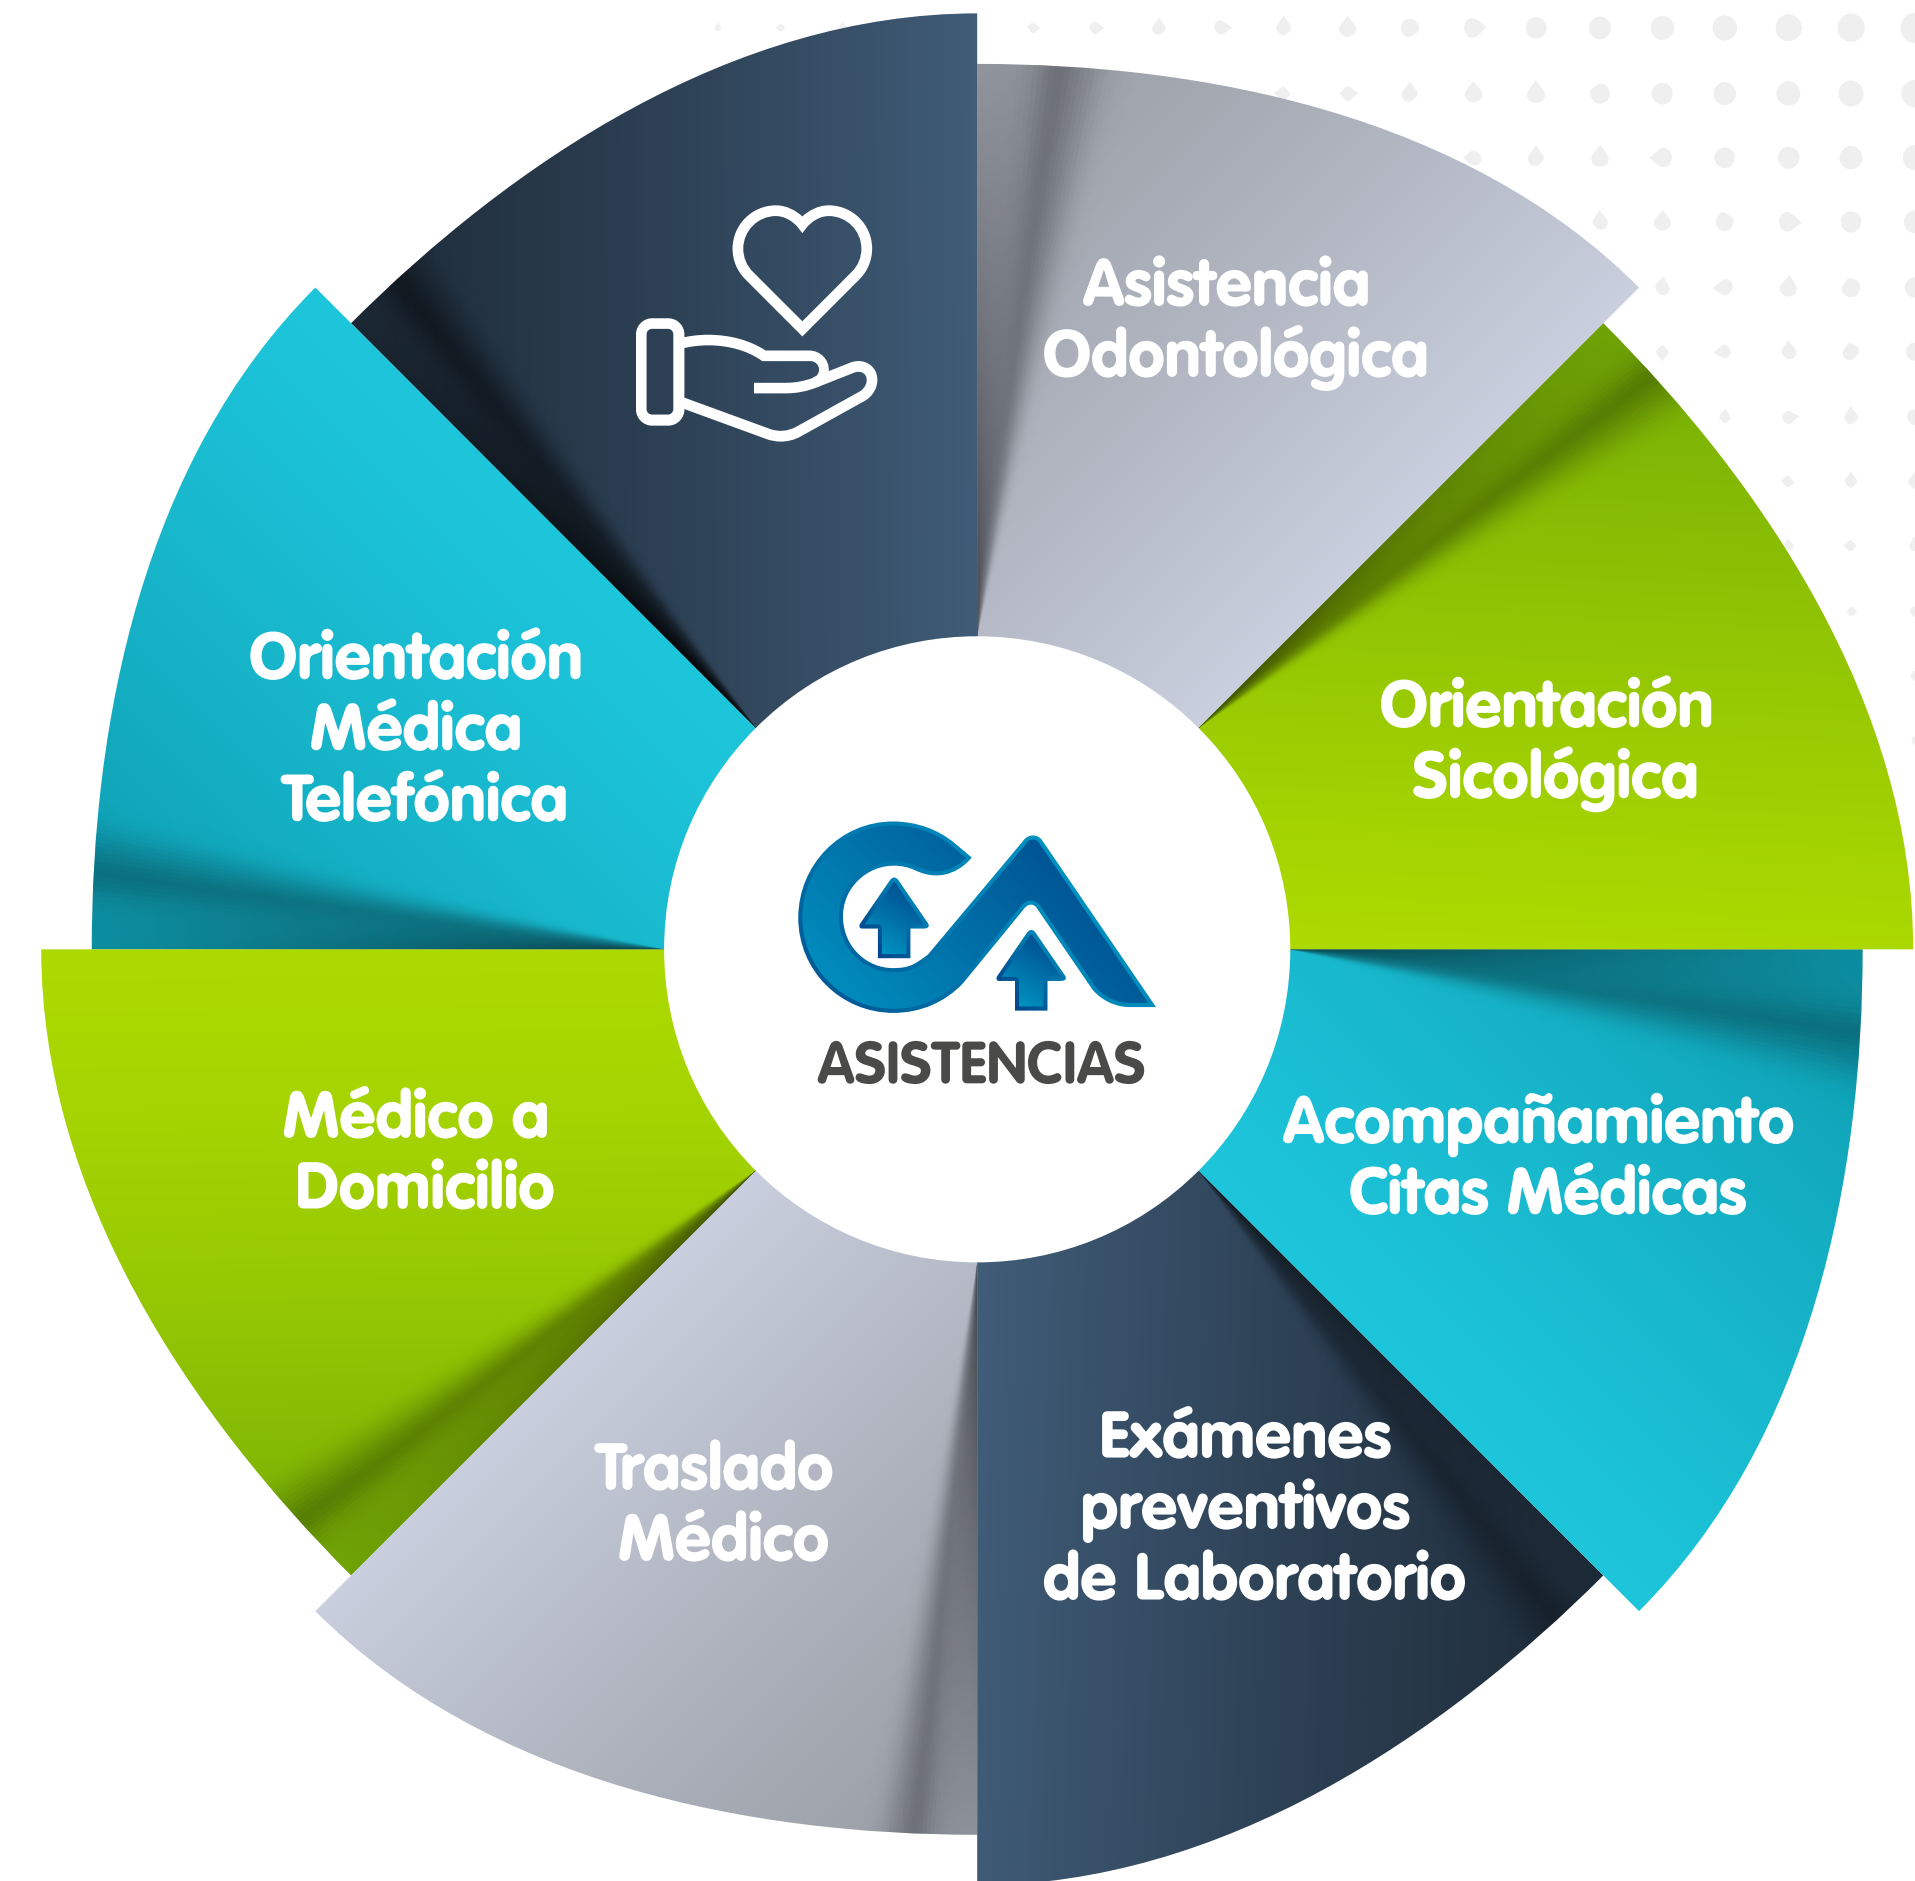 Asistencia
Odontológica
Orientación
Sicológica
Acompañamiento
Citas Médicas
Exámenes
preventivos
de Laboratorio
Traslado
Médico
Médico a
Domicilio
Orientación
Médica
Telefónica
CA
ASISTENCIAS